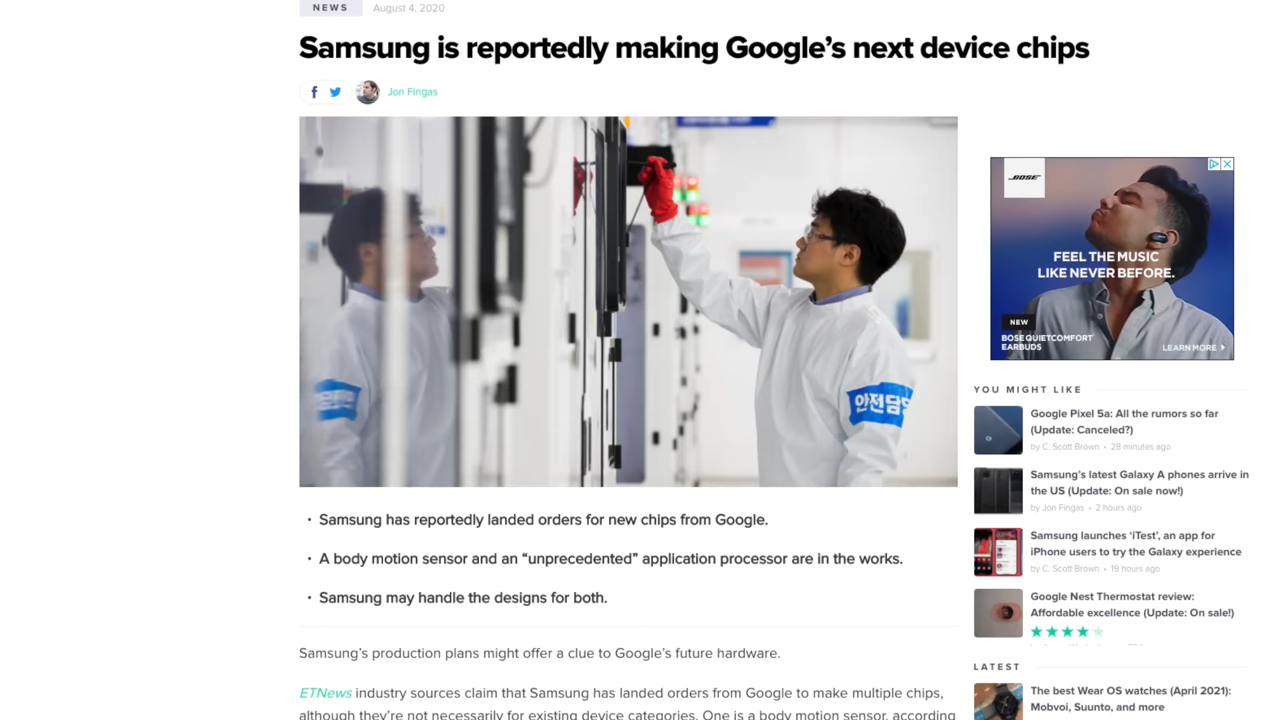 NEWS
August 4, 2020
Samsung is reportedly making Google's next device chips
Jon Fingas
안전담당
BOSE
FEEL THE MUSIC
LIKE NEVER BEFORE.
NEW
BOSE QUIETCOMFORT
EARBUDS
LEARN MORE
Samsung has reportedly landed orders for new chips from Google.
A body motion sensor and an “unprecedented” application processor are in the works.
Samsung may handle the designs for both.
Samsung's production plans might offer a clue to Google's future hardware.
ETNews industry sources claim that Samsung has landed orders from Google to make multiple chips,
although they're not necessarily for existing device categories. One is a body motion sensor, according
YOU MIGHT LIKE
Google Pixel 5a: All the rumors so far
(Update: Canceled?)
by C. Scott Brown • 28 minutes ago
Samsung's latest Galaxy A phones arrive in
the US (Update: On sale now!)
by Jon Fingas • 2 hours ago
Samsung launches ‘iTest’, an app for
iPhone users to try the Galaxy experience
by C. Scott Brown • 19 hours ago
Google Nest Thermostat review:
Affordable excellence (Update: On sale!)
LATEST
The best Wear OS watches (April 2021):
Mobvoi, Suunto, and more